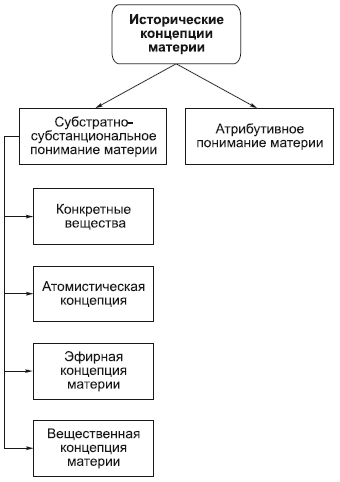 Исторические
концепции
материи
Субстратно–
субстанциональное
понимание материи
Атрибутивное
понимание материи
Конкретные
вещества
Атомистическая
концепция
Эфирная
концепция
материи
Вещественная
концепция
материи